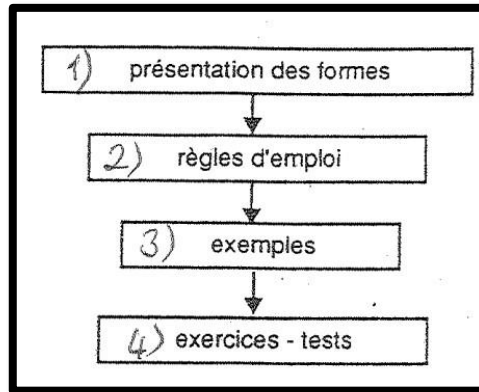 1) présentation des formes
2) règles d'emploi
3) exemples
4) exercices - tests